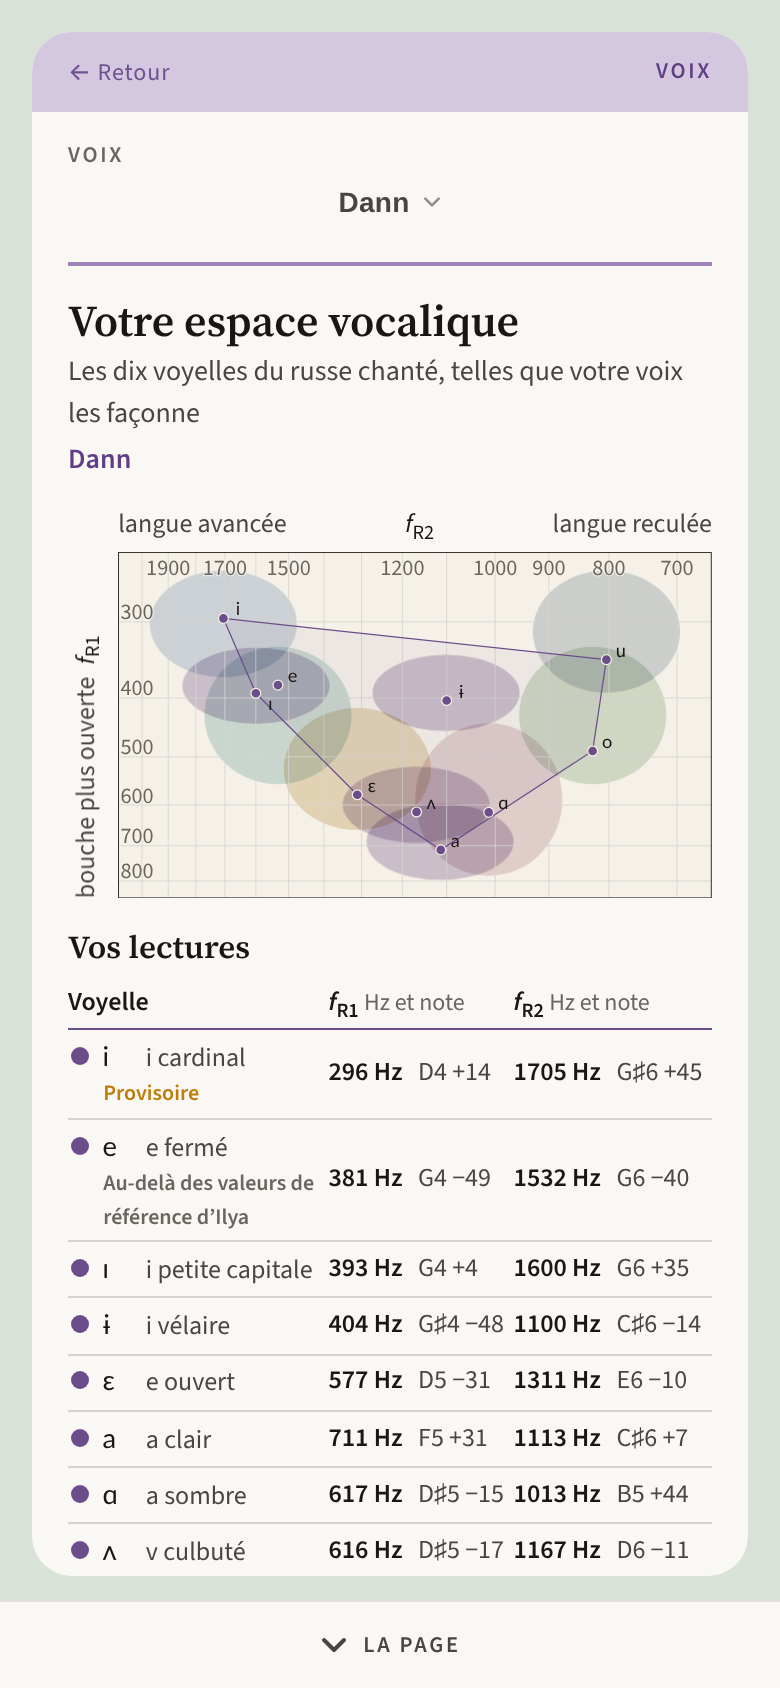 ← Retour
VOIX
VOIX
Dann
Votre espace vocalique
Les dix voyelles du russe chanté, telles que votre voix
les façonne
Dann
langue avancée
fR2
langue reculée
1900 1700 1500 1200 1000 900 800 700
bouche plus ouverte fR1
300
400
500
600
700
800
i
e
ɪ
ɨ
u
o
ɛ
ʌ
ɑ
a
Vos lectures
Voyelle fR1 Hz et note fR2 Hz et note
i i cardinal 296 Hz D4 +14 1705 Hz G♯6 +45
Provisoire
e e fermé 381 Hz G4 −49 1532 Hz G6 −40
Au-delà des valeurs de
référence d’Ilya
ɪ i petite capitale 393 Hz G4 +4 1600 Hz G6 +35
ɨ i vélaire 404 Hz G♯4 −48 1100 Hz C♯6 −14
ɛ e ouvert 577 Hz D5 −31 1311 Hz E6 −10
a a clair 711 Hz F5 +31 1113 Hz C♯6 +7
ɑ a sombre 617 Hz D♯5 −15 1013 Hz B5 +44
ʌ v culbuté 616 Hz D♯5 −17 1167 Hz D6 −11
LA PAGE